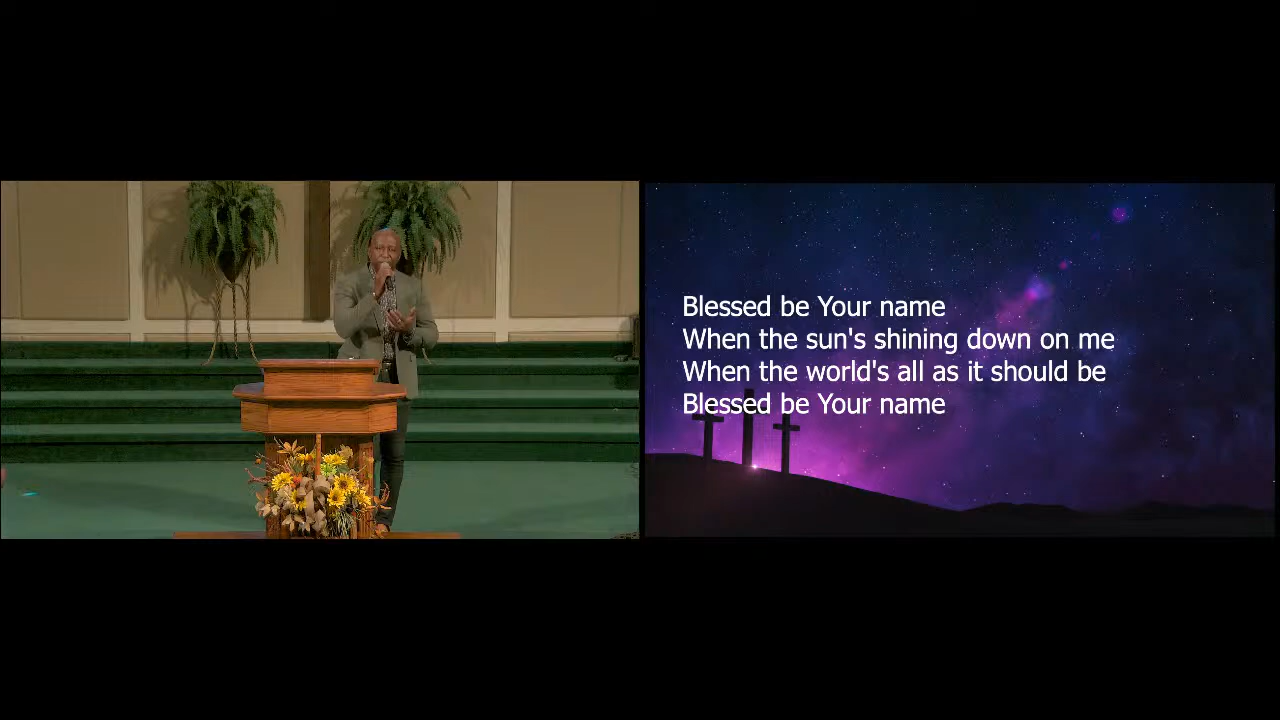 Blessed be Your name
When the sun's shining down on me
When the world's all as it should be
Blessed be Your name